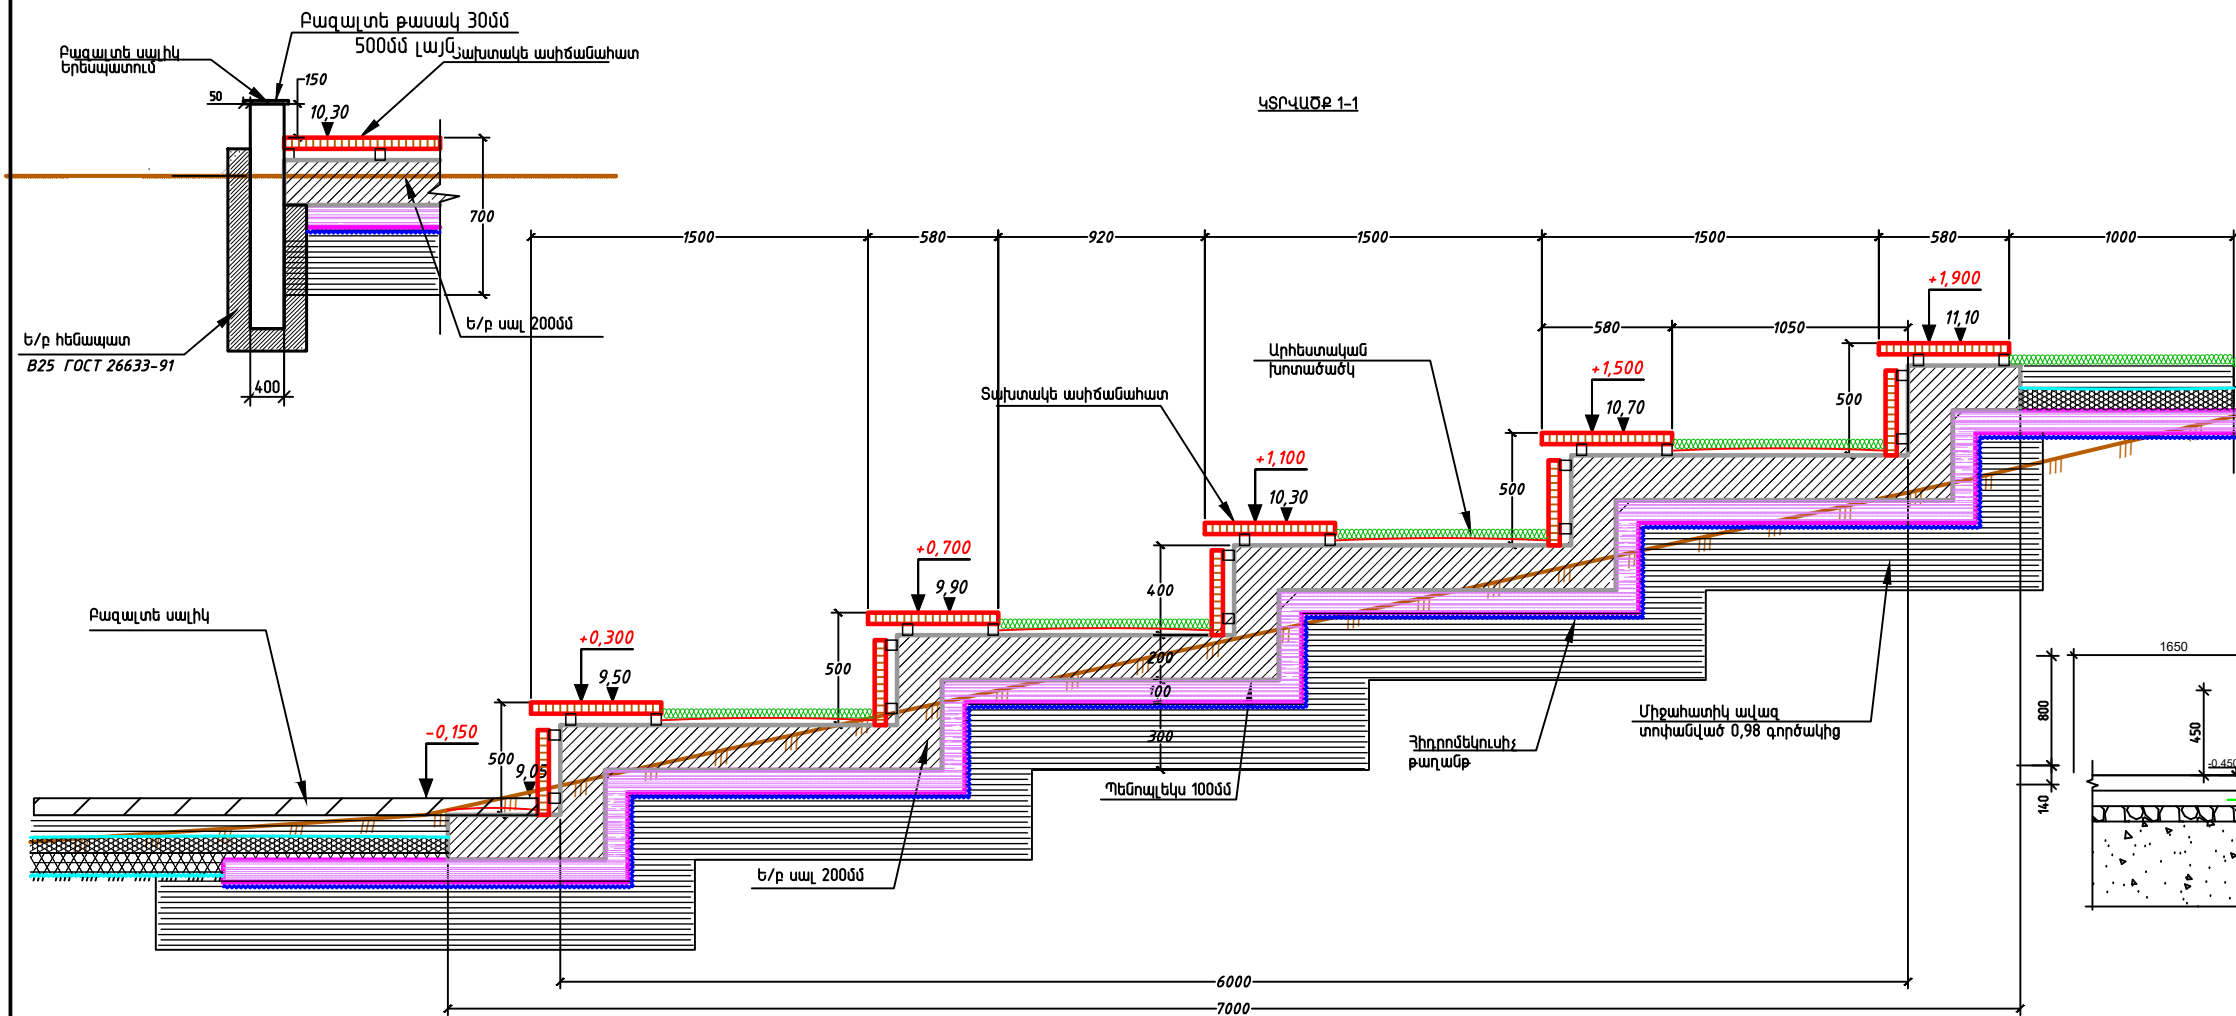 Բազալտե թասակ 30մմ
500մմ լայն
Բազալտե սալիկ
երեսպատում
Տախտակե ասիճանահատ
150
50
10,30
700
Ե/բ սալ 200մմ
Ե/բ հենապատ
B25 ГОСТ 26633-91
400
ԿՏՐՎԱԾՔ 1-1
1500
580
920
1500
1500
580
1000
+1,900
11,10
580
1050
+1,500
10,70
500
Արհեստական
խոտածածկ
Տախտակե ասիճանահատ
+1,100
10,30
500
+0,700
9,90
400
Բազալտե սալիկ
+0,300
9,50
500
200
100
300
-0,150
9,05
500
Միջահատիկ ավազ
տոփանված 0,98 գործակից
Հիդրոմեկուսիչ
թաղանթ
Պենոպլեկս 100մմ
Ե/բ սալ 200մմ
1650
800
450
-0.450
140
6000
7000